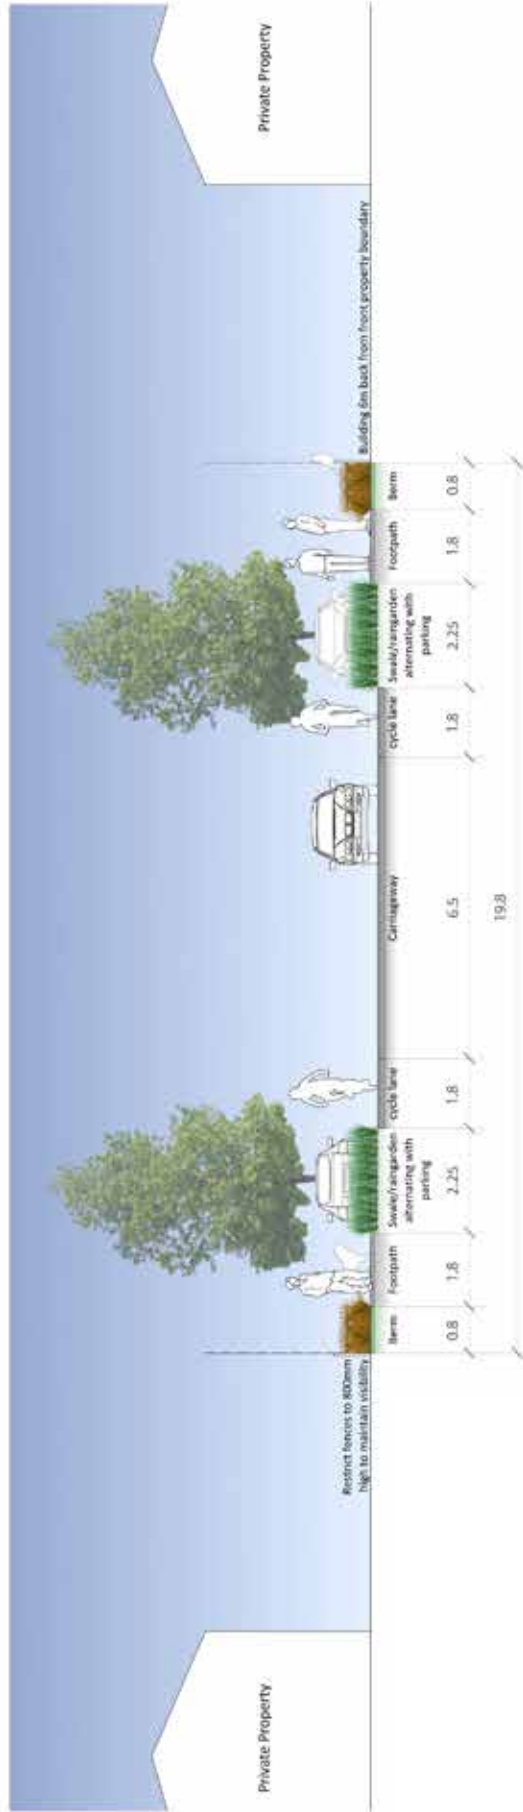 Private Property
Private Property
Restrict fences to 800mm
high to maintain visibility
Building 6m back from front property boundary
Berm
Footpath
Swale/raingarden
alternating with
parking
cycle lane
Carriageway
cycle lane
Swale/raingarden
alternating with
parking
Footpath
Berm
0.8
1.8
2.25
1.8
6.5
1.8
2.25
1.8
0.8
19.8